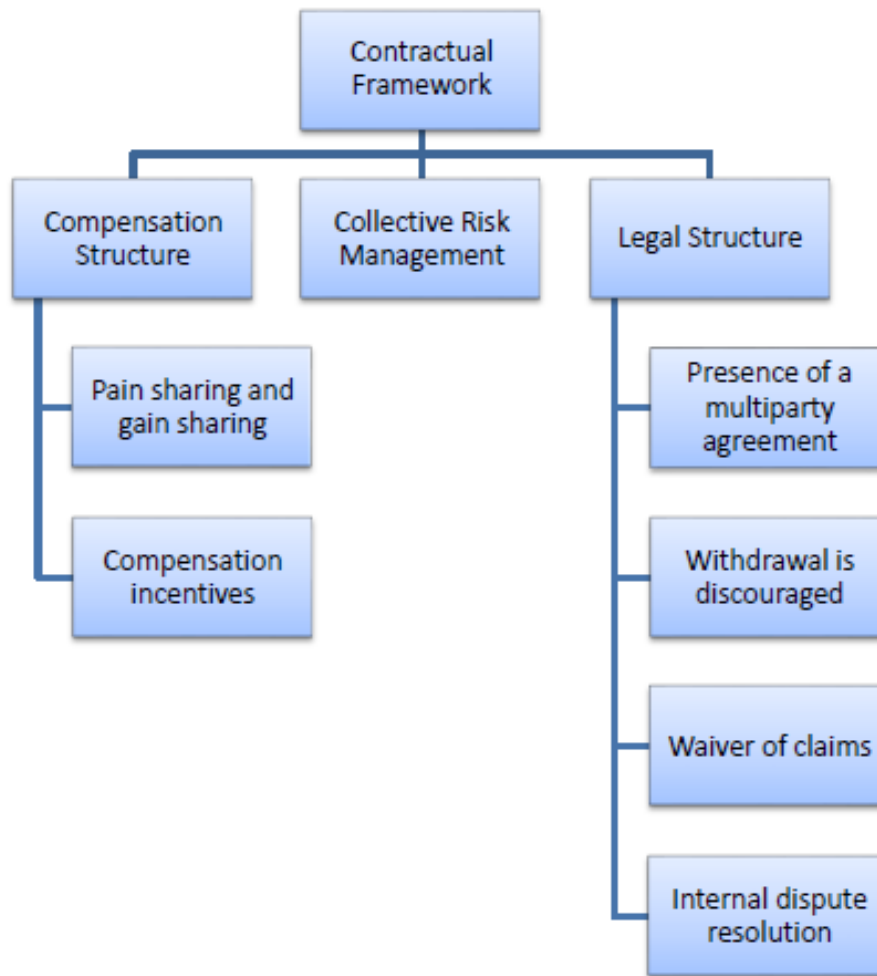 Contractual
Framework
Compensation
Structure
Collective Risk
Management
Legal Structure
Pain sharing and
gain sharing
Compensation
incentives
Presence of a
multiparty
agreement
Withdrawal is
discouraged
Waiver of claims
Internal dispute
resolution